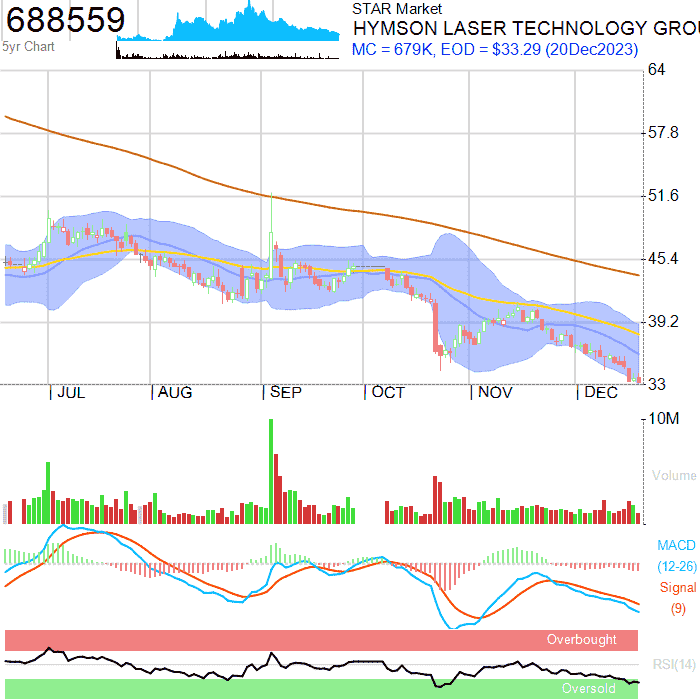 688559
5yr Chart
STAR Market
HYMSON LASER TECHNOLOGY GROU
MC = 679K, EOD = $33.29 (20Dec2023)
64
57.8
51.6
45.4
39.2
33
JUL AUG SEP OCT NOV DEC
10M
Volume
MACD
(12-26)
Signal
(9)
Overbought
RSI(14)
Oversold